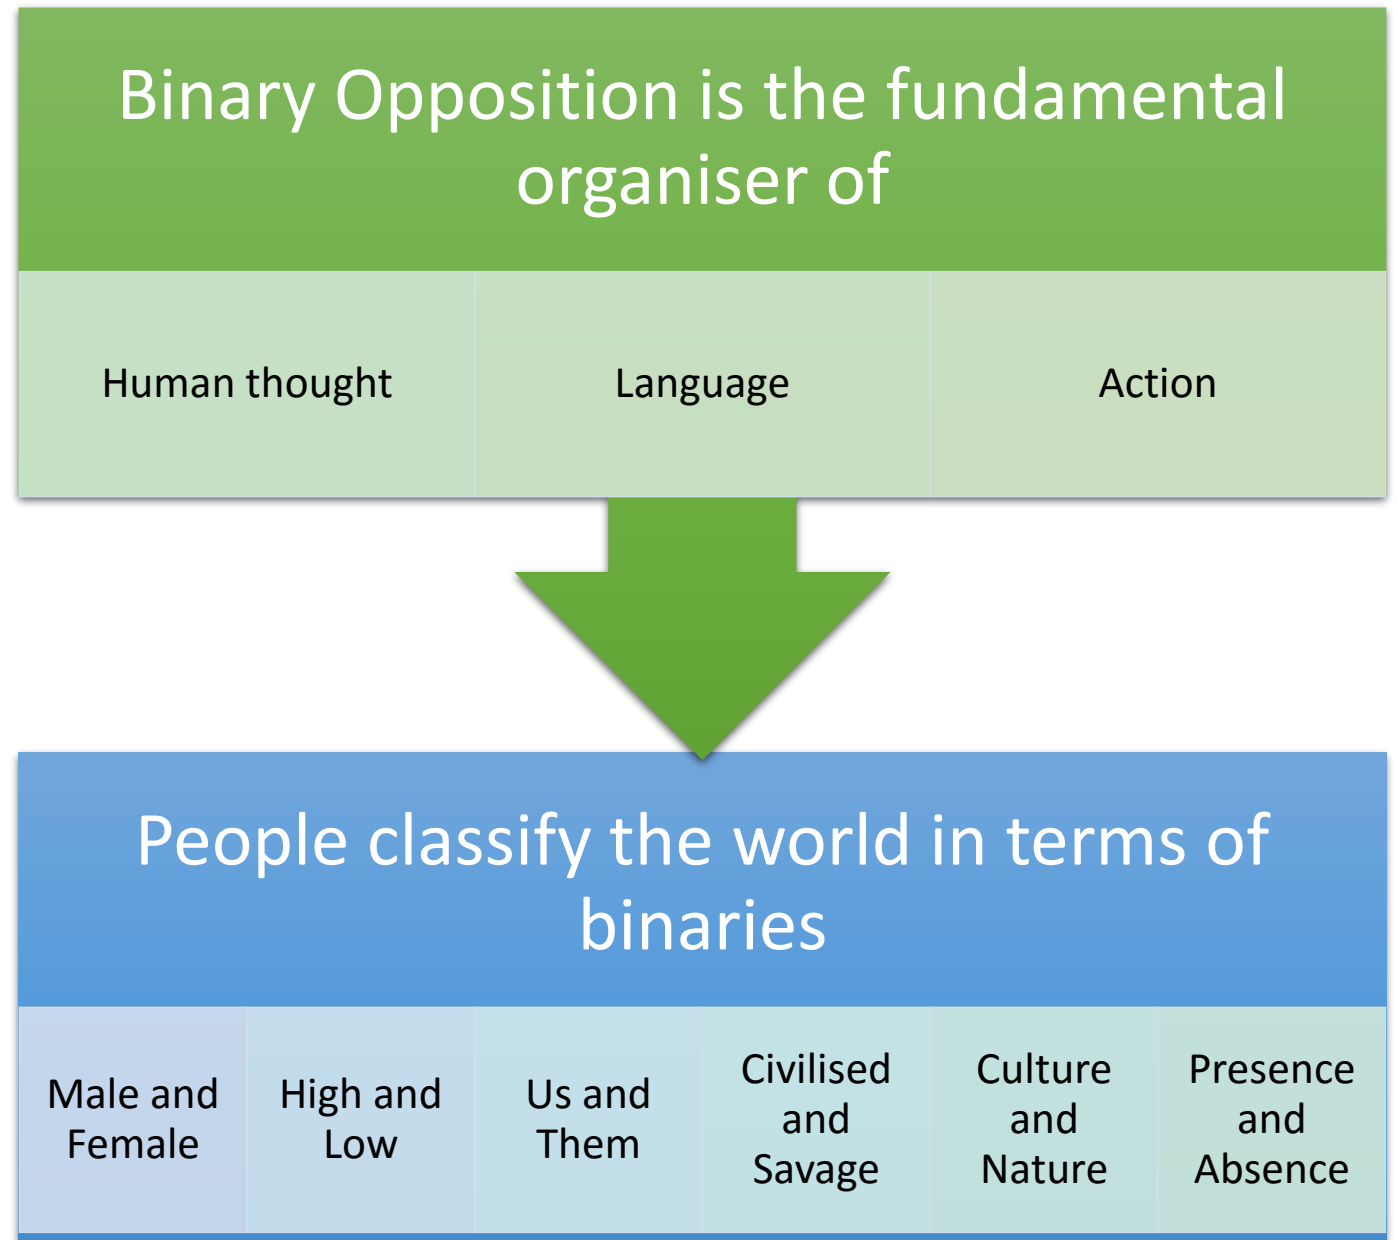 Binary Opposition is the fundamental
organiser of
Human thought
Language
Action
People classify the world in terms of
binaries
Male and
Female
High and
Low
Us and
Them
Civilised
and
Savage
Culture
and
Nature
Presence
and
Absence